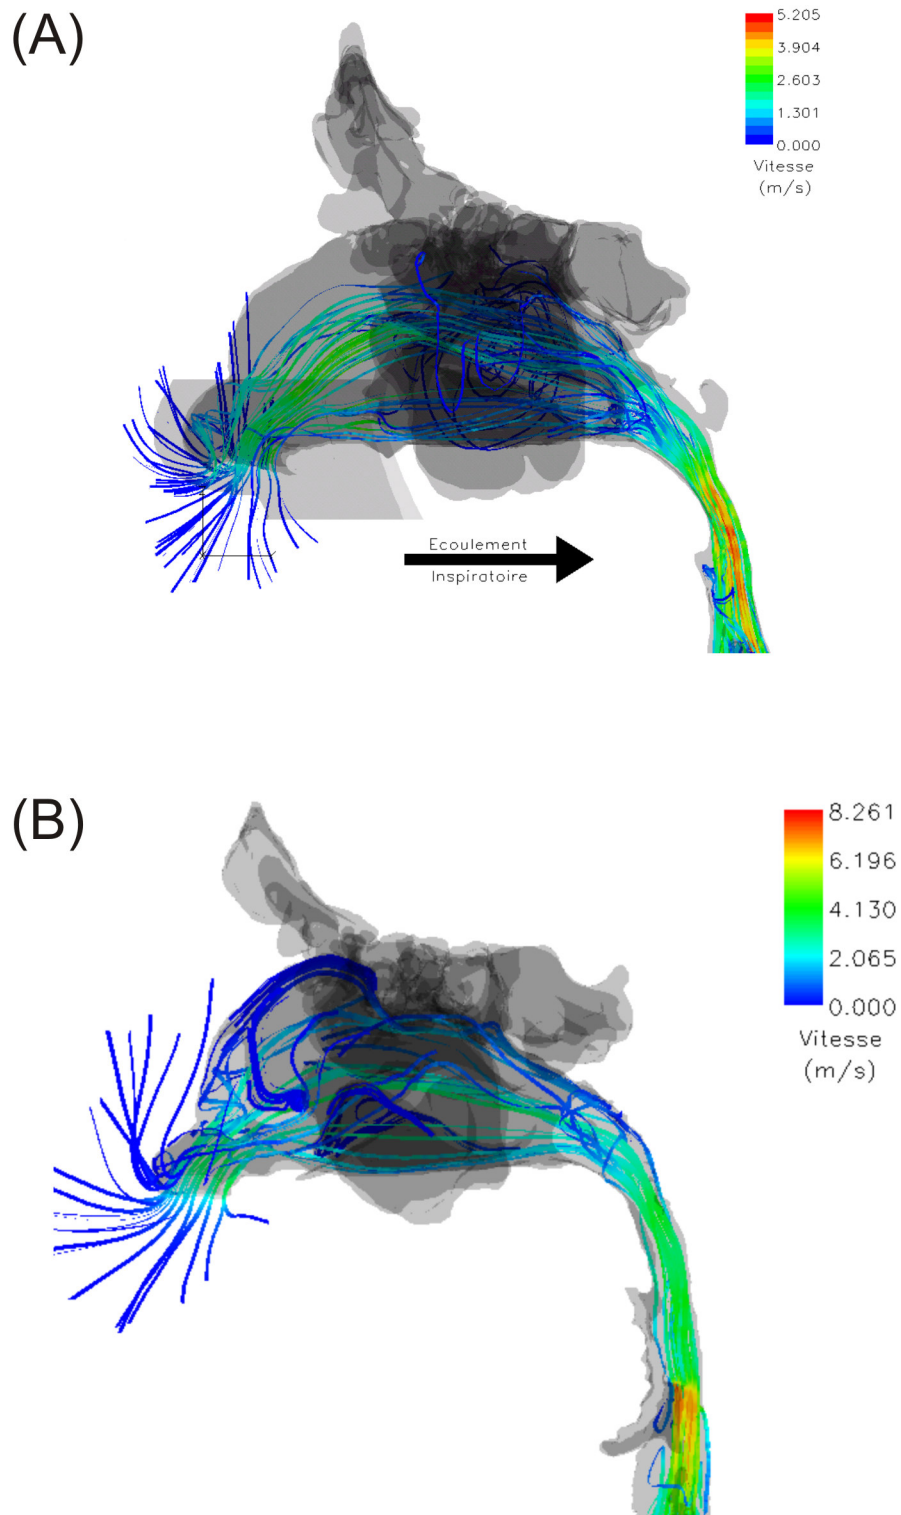 (A)
5.205
3.904
2.603
1.301
0.000
Vitesse
(m/s)
Ecoulement
Inspiratoire
(B)
8.261
6.196
4.130
2.065
0.000
Vitesse
(m/s)